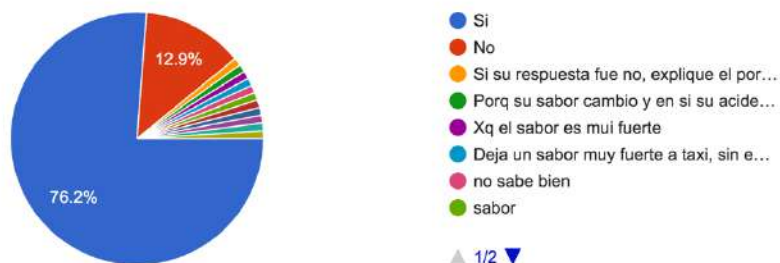 Si
No
12.9%
Si su respuesta fue no, explique el por...
Porq su sabor cambio y en si su acide...
Xq el sabor es mui fuerte
Deja un sabor muy fuerte a taxi, sin e...
76.2%
no sabe bien
sabor
1/2